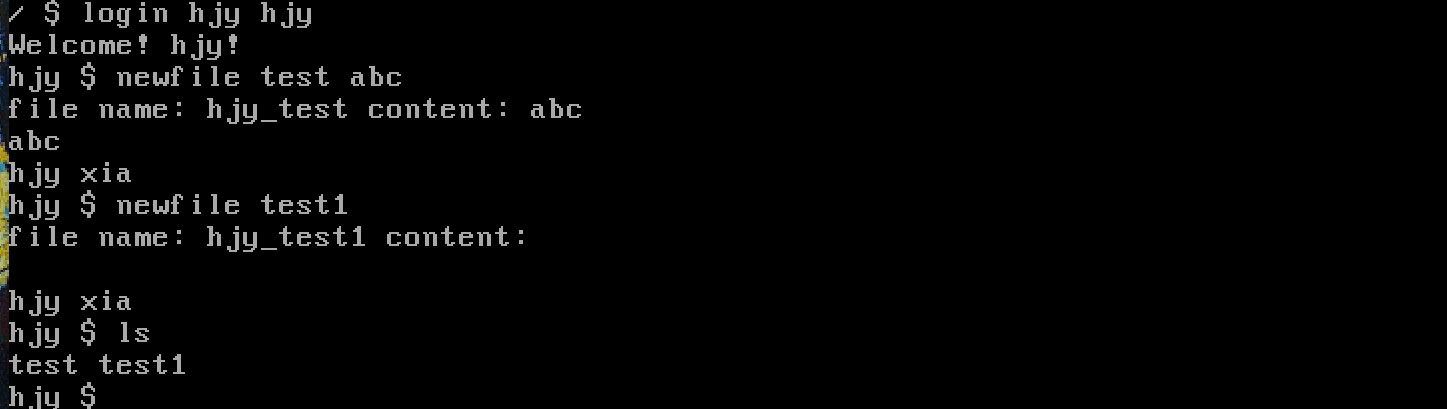 / $ login hjy hjy
Welcome! hjy!
hjy $ newfile test abc
file name: hjy_test content: abc
abc
hjy xia
hjy $ newfile test1
file name: hjy_test1 content:
hjy xia
hjy $ ls
test test1
hjy $